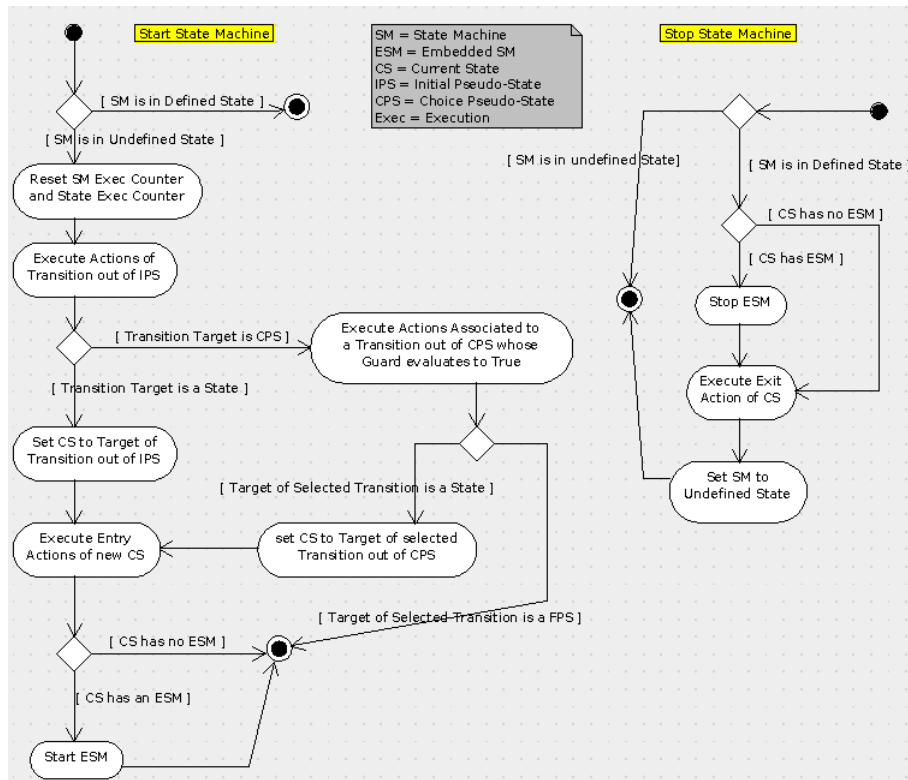 Start State Machine
SM = State Machine
ESM = Embedded SM
CS = Current State
IPS = Initial Pseudo-State
CPS = Choice Pseudo-State
Exec = Execution
Stop State Machine
[ SM is in Defined State ]
[ SM is in Undefined State ]
Reset SM Exec Counter
and State Exec Counter
Execute Actions of
Transition out of IPS
[ Transition Target is CPS ]
Execute Actions Associated to
a Transition out of CPS whose
Guard evaluates to True
[ Transition Target is a State ]
Set CS to Target of
Transition out of IPS
[ Target of Selected Transition is a State ]
Execute Entry
Actions of new CS
set CS to Target of selected
Transition out of CPS
[ Target of Selected Transition is a FPS ]
[ CS has no ESM ]
[ CS has an ESM ]
Start ESM
[ SM is in undefined State]
[ SM is in Defined State ]
[ CS has no ESM ]
[ CS has ESM ]
Stop ESM
Execute Exit
Action of CS
Set SM to
Undefined State